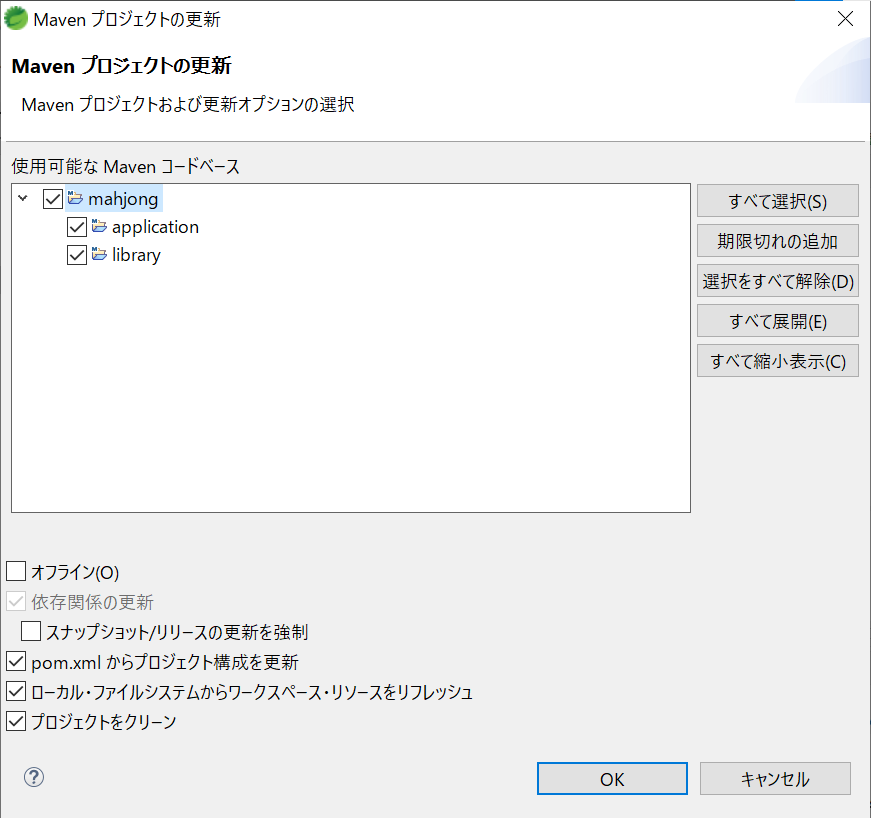 Maven プロジェクトの更新
Maven プロジェクトの更新
Maven プロジェクトおよび更新オプションの選択
使用可能な Maven コードベース
mahjong
application
library
すべて選択(S)
期限切れの追加
選択をすべて解除(D)
すべて展開(E)
すべて縮小表示(C)
オフライン(O)
依存関係の更新
スナップショット/リリースの更新を強制
pom.xml からプロジェクト構成を更新
ローカル・ファイルシステムからワークスペース・リソースをリフレッシュ
プロジェクトをクリーン
OK
キャンセル